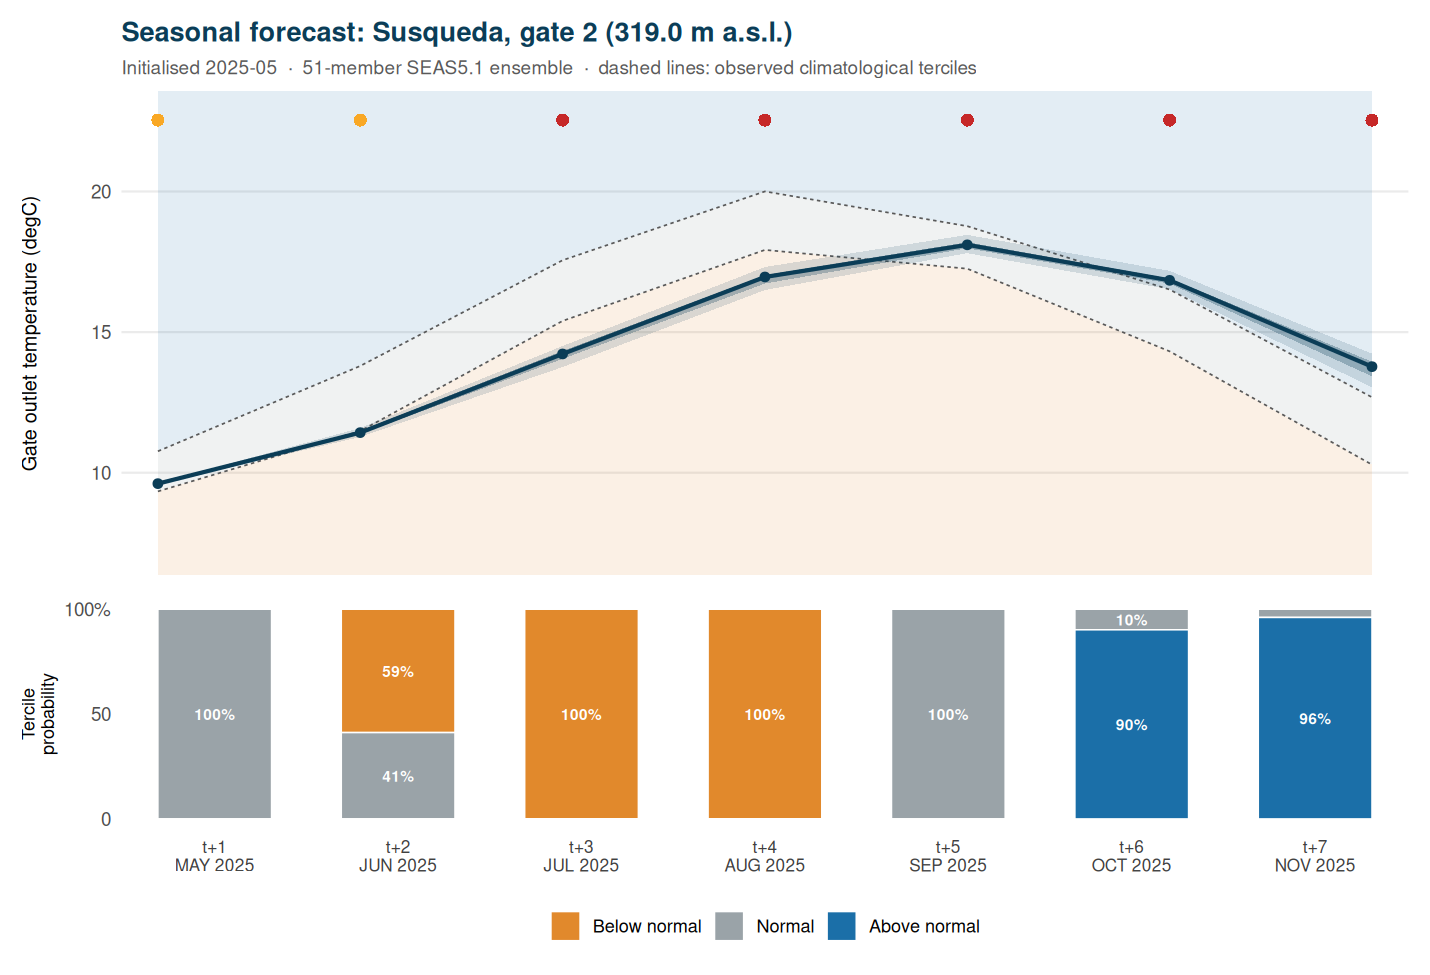 Seasonal forecast: Susqueda, gate 2 (319.0 m a.s.l.)
Initialised 2025-05 · 51-member SEAS5.1 ensemble · dashed lines: observed climatological terciles
Gate outlet temperature (degC)
20
15
10
Tercile
probability
100%
50
0
100%
59%
41%
100%
100%
100%
10%
90%
96%
t+1
MAY 2025
t+2
JUN 2025
t+3
JUL 2025
t+4
AUG 2025
t+5
SEP 2025
t+6
OCT 2025
t+7
NOV 2025
Below normal
Normal
Above normal